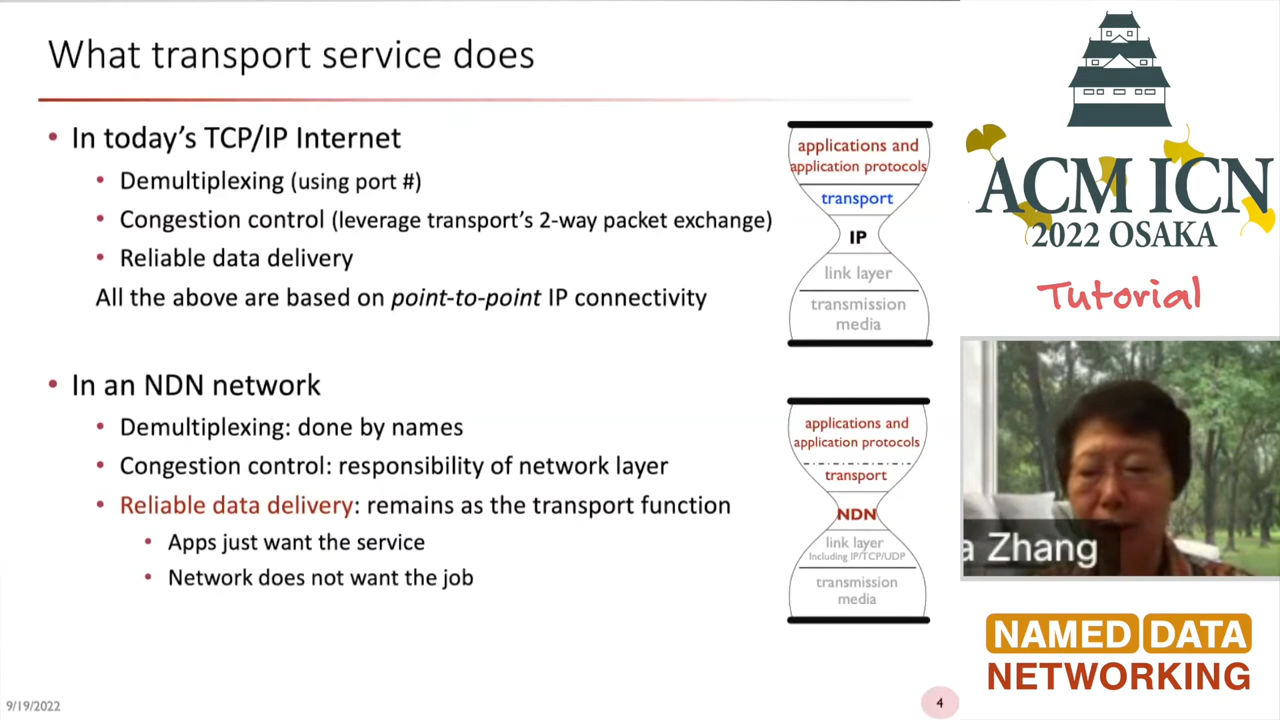 What transport service does
• In today's TCP/IP Internet
• Demultiplexing (using port #)
• Congestion control (leverage transport's 2-way packet exchange)
• Reliable data delivery
All the above are based on point-to-point IP connectivity
applications and
application protocols
transport
IP
link layer
transmission
media
• In an NDN network
• Demultiplexing: done by names
• Congestion control: responsibility of network layer
• Reliable data delivery: remains as the transport function
• Apps just want the service
• Network does not want the job
applications and
application protocols
transport
NDN
link layer
Including IP/TCP/UDP
transmission
media
9/19/2022
4
ACM ICN
2022 OSAKA
Tutorial
a Zhang
NAMED DATA
NETWORKING